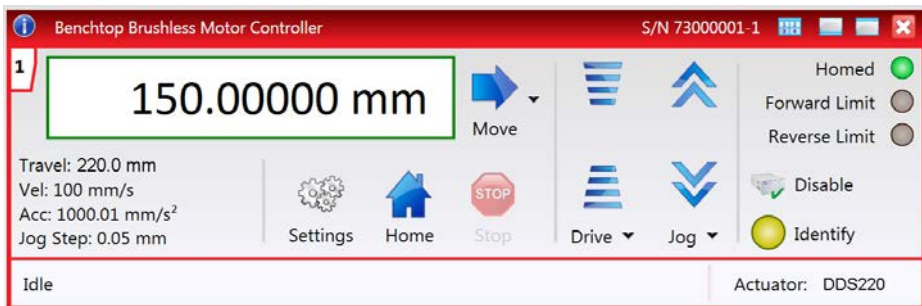 Benchtop Brushless Motor Controller S/N 73000001-1
1
150.00000 mm
Move
Homed
Forward Limit
Reverse Limit
Travel: 220.0 mm
Vel: 100 mm/s
Acc: 1000.01 mm/s²
Jog Step: 0.05 mm
Settings Home STOP
Stop
Drive Jog
Disable
Identify
Idle Actuator: DDS220